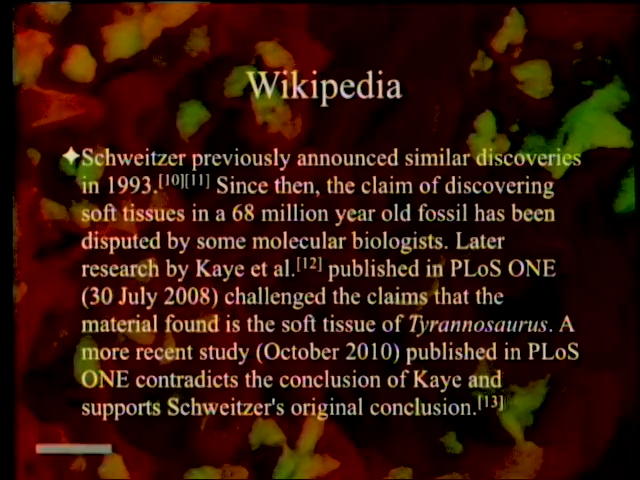 Wikipedia
✦Schweitzer previously announced similar discoveries
in 1993.[10][11] Since then, the claim of discovering
soft tissues in a 68 million year old fossil has been
disputed by some molecular biologists. Later
research by Kaye et al.[12] published in PLoS ONE
(30 July 2008) challenged the claims that the
material found is the soft tissue of Tyrannosaurus. A
more recent study (October 2010) published in PLoS
ONE contradicts the conclusion of Kaye and
supports Schweitzer's original conclusion.[13]